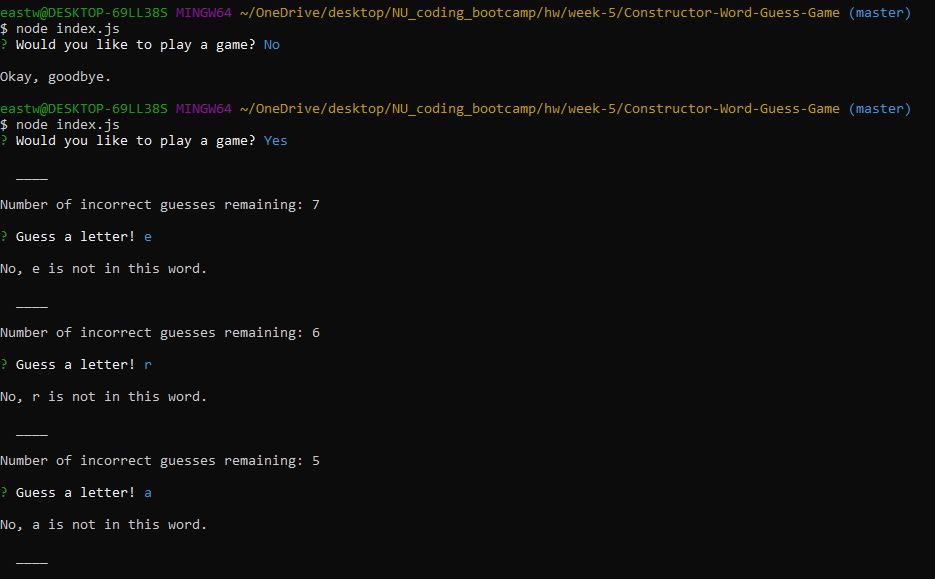 eastw@DESKTOP-69LL38S MINGW64 ~/OneDrive/desktop/NU_coding_bootcamp/hw/week-5/Constructor-Word-Guess-Game (master)
$ node index.js
? Would you like to play a game? No
Okay, goodbye.
eastw@DESKTOP-69LL38S MINGW64 ~/OneDrive/desktop/NU_coding_bootcamp/hw/week-5/Constructor-Word-Guess-Game (master)
$ node index.js
? Would you like to play a game? Yes
____
Number of incorrect guesses remaining: 7
? Guess a letter! e
No, e is not in this word.
____
Number of incorrect guesses remaining: 6
? Guess a letter! r
No, r is not in this word.
____
Number of incorrect guesses remaining: 5
? Guess a letter! a
No, a is not in this word.
____